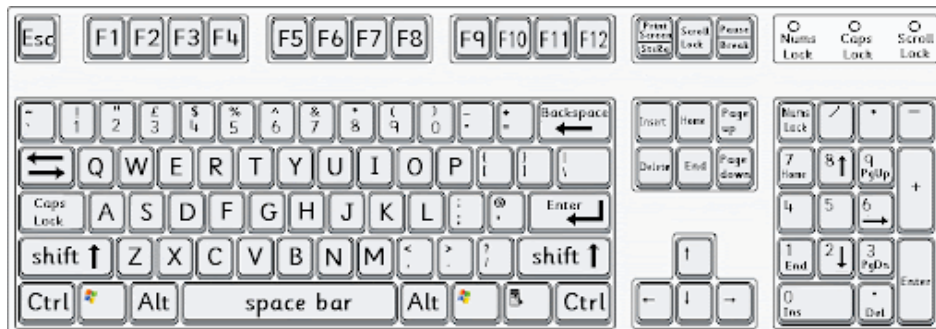 Esc F1 F2 F3 F4 F5 F6 F7 F8 F9 F10 F11 F12 Print Screen SysRq Scroll Lock Pause Break Nums Lock Caps Lock Scroll Lock
! 1 " 2 £ 3 $ 4 % 5 ^ 6 & 7 * 8 ( 9 ) 0 - + = Backspace ← Insert Home Page up Nums Lock / * -
Q W E R T Y U I O P \ Delete End Page down 7 Home 8 ↑ 9 PgUp +
Caps Lock A S D F G H J K L : ; @ Enter 4 5 6 →
shift ↑ Z X C V B N M < > ? / shift ↑ ↑ 1 End 2 ↓ 3 PgDn Enter
Ctrl Alt space bar Alt Ctrl ← ↓ → 0 Ins . Del